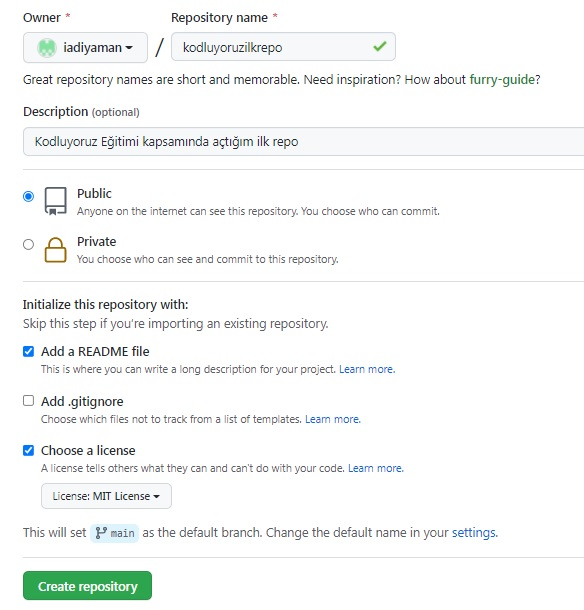 Owner * Repository name *
iadiyaman / kodluyoruzilkrepo
Great repository names are short and memorable. Need inspiration? How about furry-guide?
Description (optional)
Kodluyoruz Eğitimi kapsamında açtığım ilk repo
Public
Anyone on the internet can see this repository. You choose who can commit.
Private
You choose who can see and commit to this repository.
Initialize this repository with:
Skip this step if you're importing an existing repository.
Add a README file
This is where you can write a long description for your project. Learn more.
Add .gitignore
Choose which files not to track from a list of templates. Learn more.
Choose a license
A license tells others what they can and can't do with your code. Learn more.
License: MIT License
This will set main as the default branch. Change the default name in your settings.
Create repository